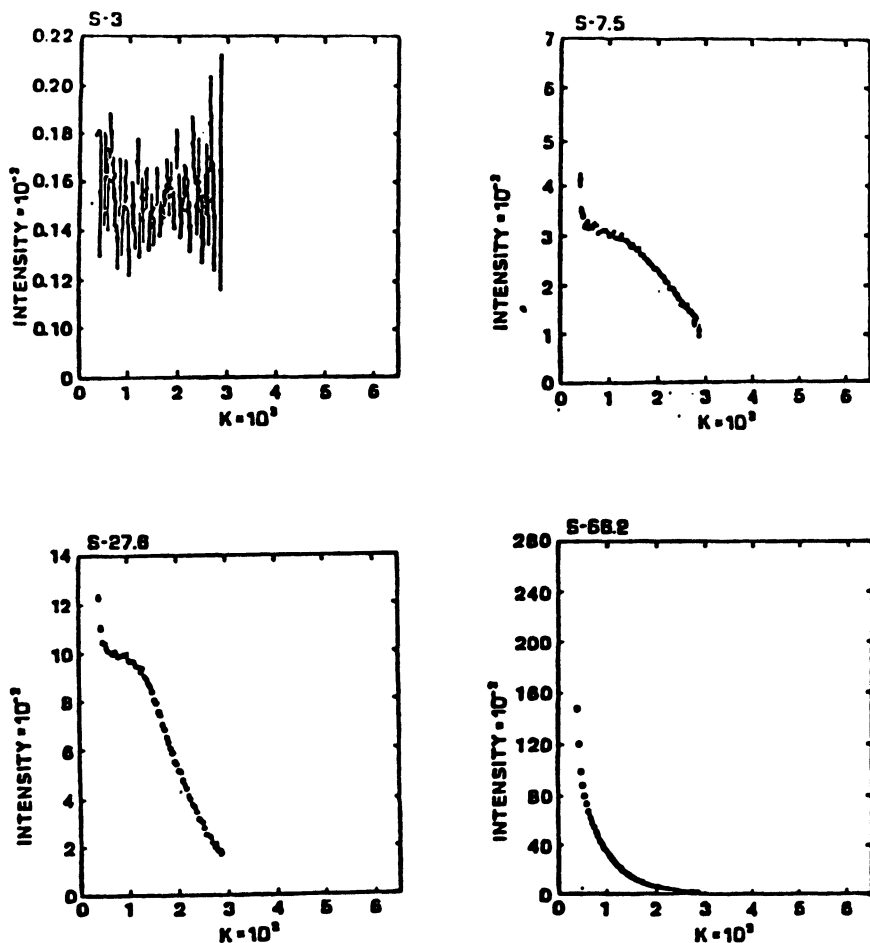 S-3
0.22
0.20
0.18
0.16
0.14
0.12
0.10
0
INTENSITY × 10⁻²
0 1 2 3 4 5 6
K × 10³
S-7.5
7
6
5
4
3
2
1
0
INTENSITY × 10⁻²
0 1 2 3 4 5 6
K × 10³
S-27.6
14
12
10
8
6
4
2
0
INTENSITY × 10⁻²
0 1 2 3 4 5 6
K × 10³
280
240
200
160
120
80
40
0
INTENSITY × 10⁻²
0 1 2 3 4 5 6
K × 10³